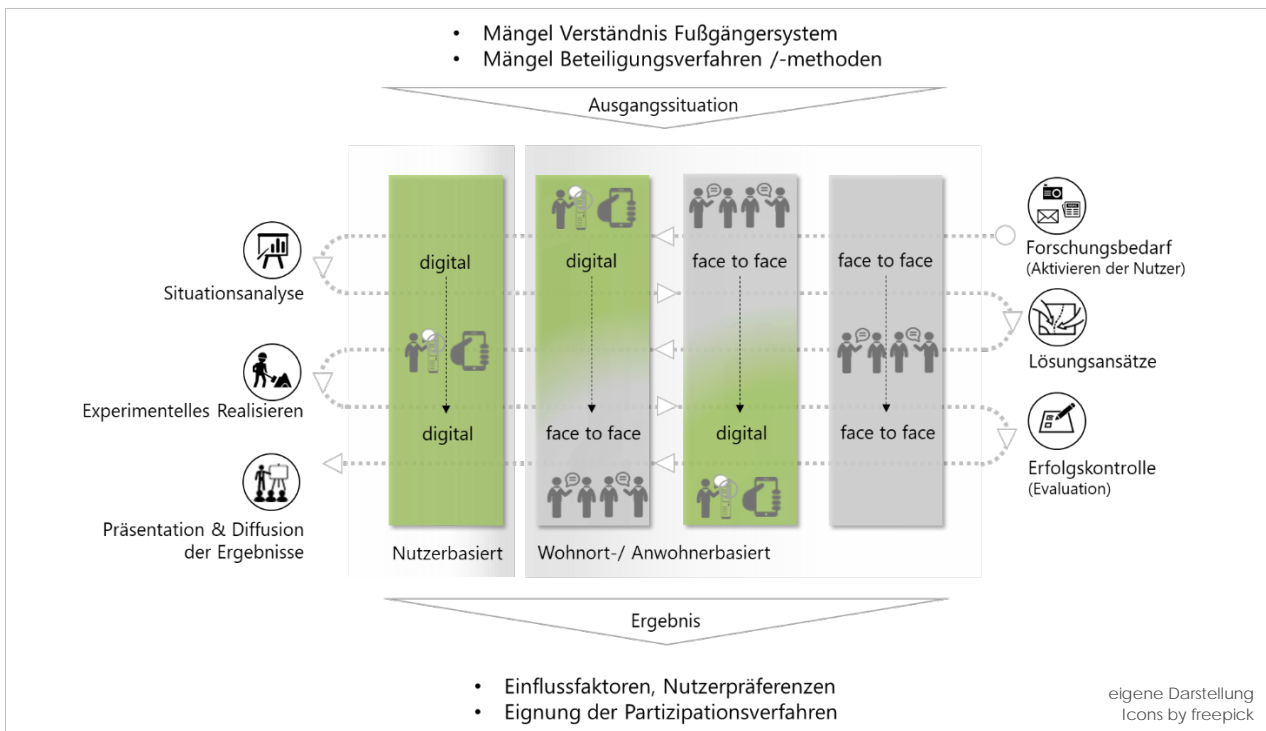 • Mängel Verständnis Fußgängersystem
• Mängel Beteiligungsverfahren /-methoden
Ausgangssituation
Forschungsbedarf
(Aktivieren der Nutzer)
digital
digital
face to face
face to face
Situationsanalyse
Lösungsansätze
Experimentelles Realisieren
digital
face to face
digital
face to face
Erfolgskontrolle
(Evaluation)
Präsentation & Diffusion
der Ergebnisse
Nutzerbasiert
Wohnort-/ Anwohnerbasiert
Ergebnis
• Einflussfaktoren, Nutzerpräferenzen
• Eignung der Partizipationsverfahren
eigene Darstellung
Icons by freepick